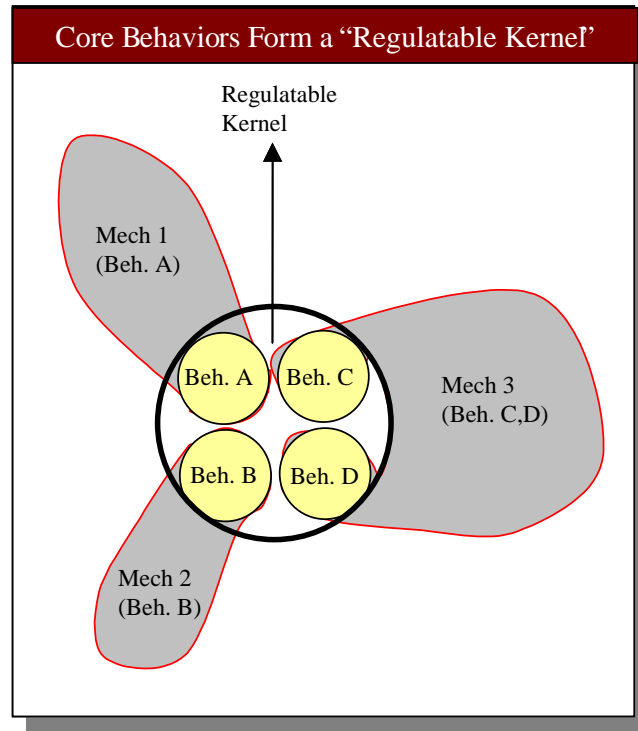 Core Behaviors Form a “Regulatable Kernel”
Regulatable
Kernel
Mech 1
(Beh. A)
Beh. A
Beh. C
Mech 3
(Beh. C,D)
Beh. B
Beh. D
Mech 2
(Beh. B)